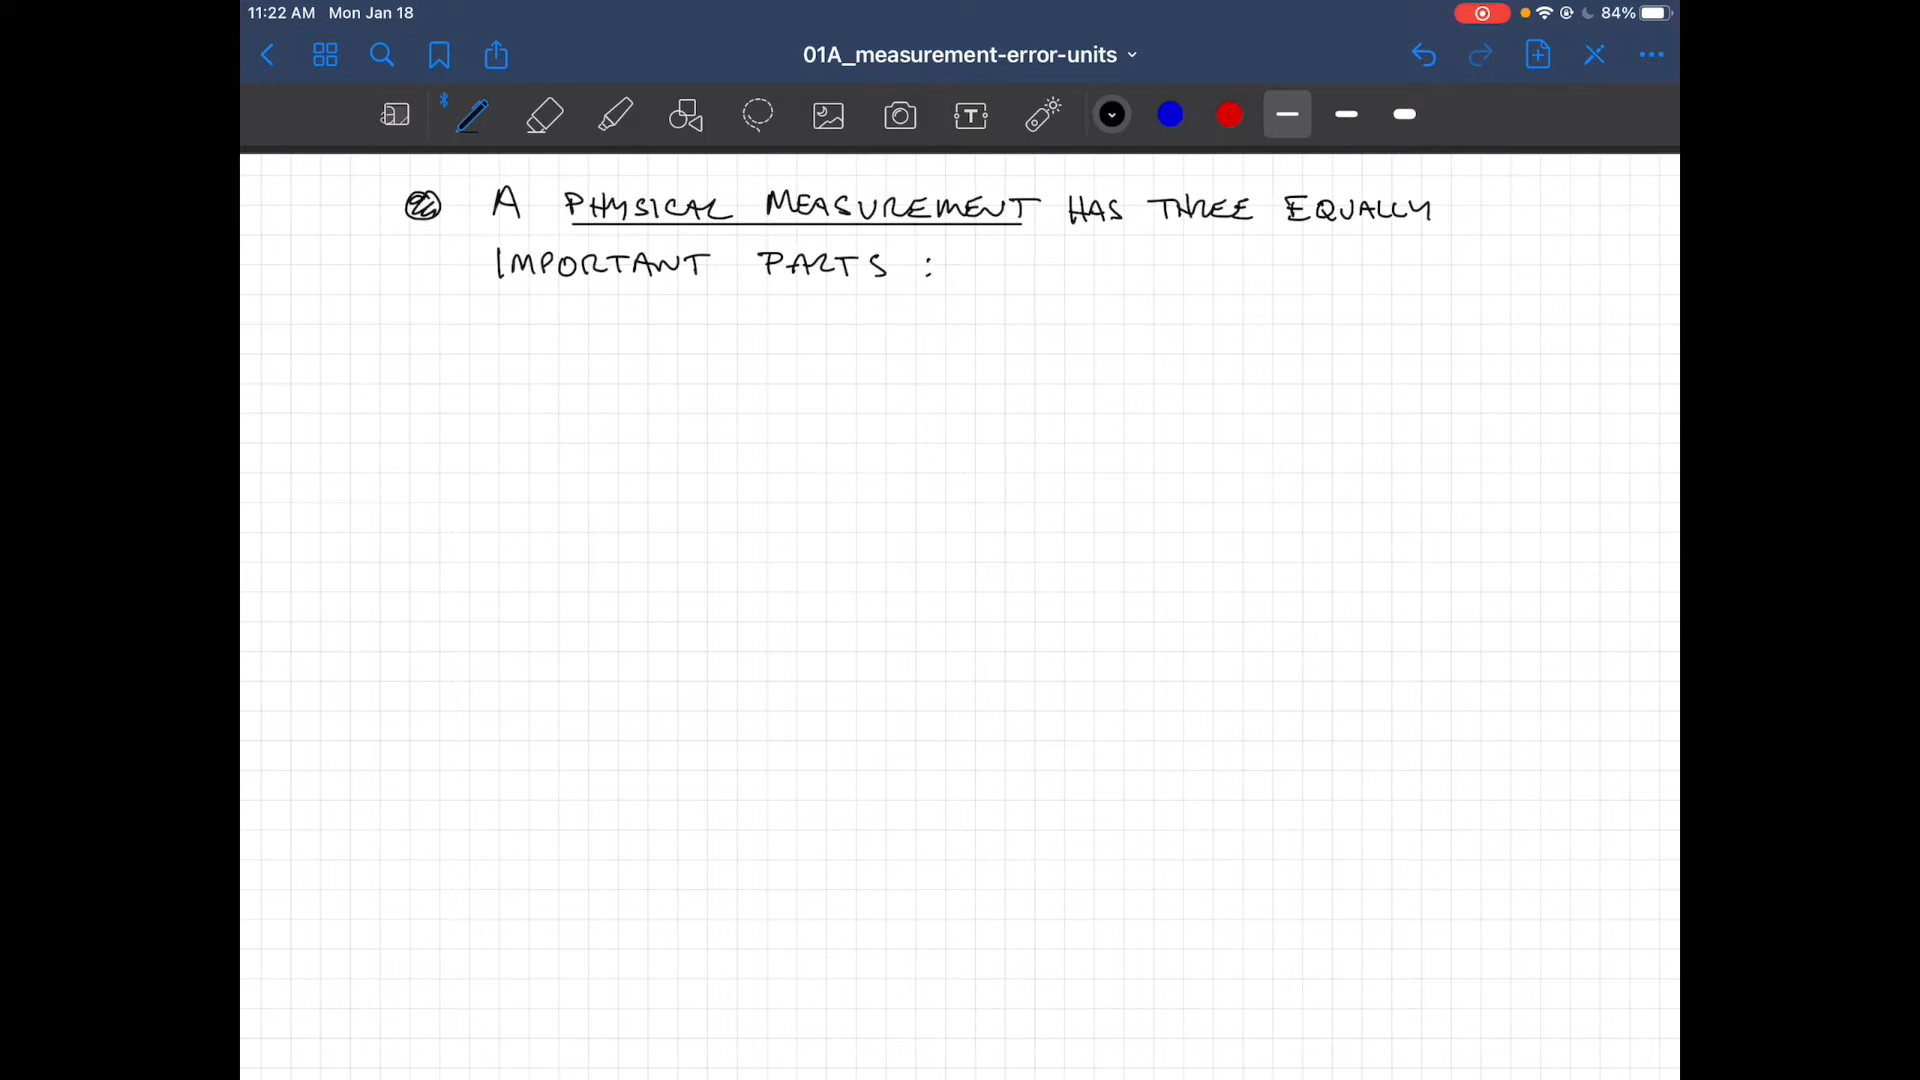 11:22 AM Mon Jan 18
84%
01A_measurement-error-units
T
A PHYSICAL MEASUREMENT HAS THREE EQUALLY
IMPORTANT PARTS :